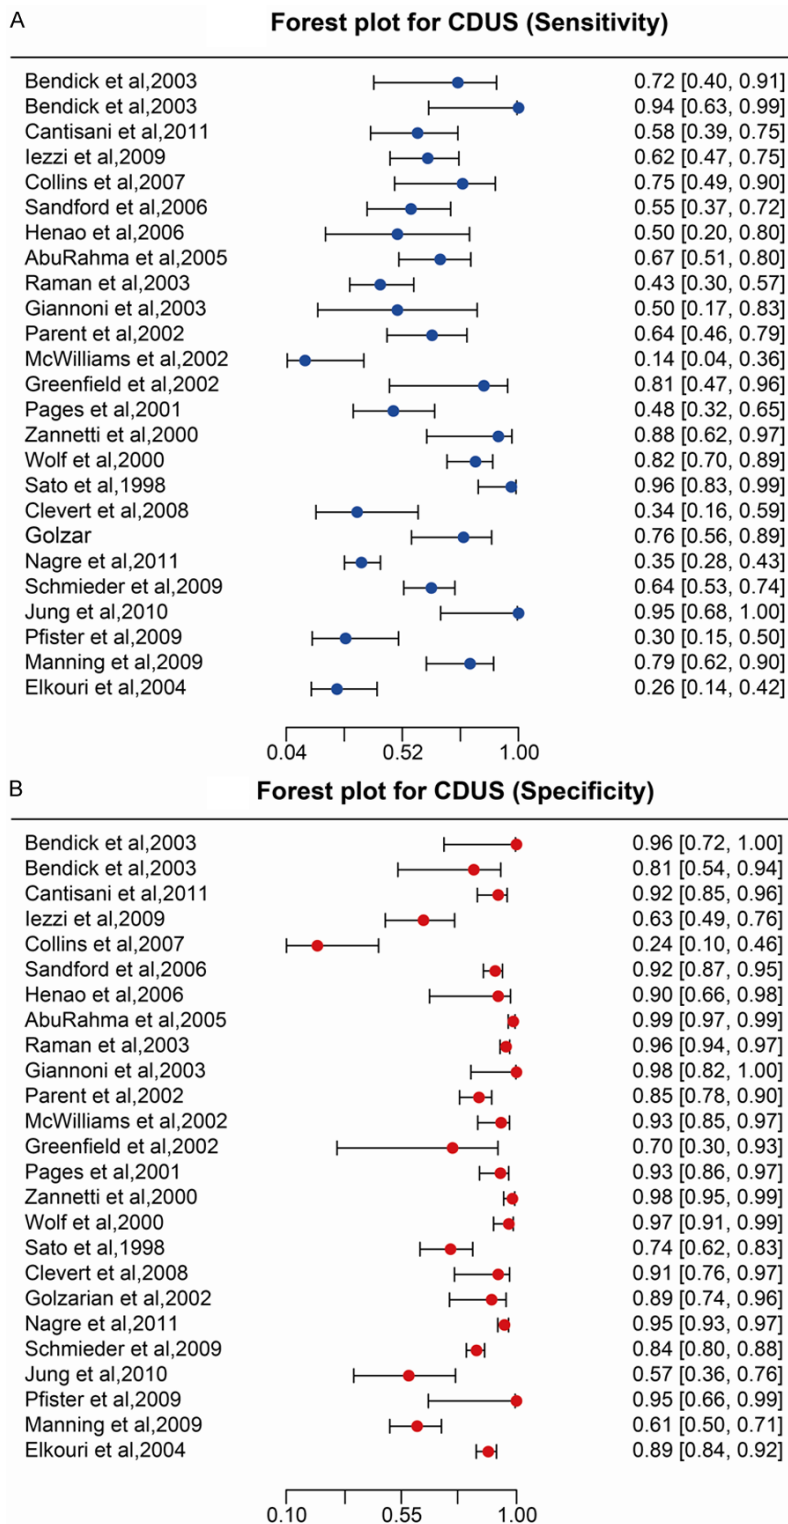 A
Forest plot for CDUS (Sensitivity)
Bendick et al,2003 0.72 [0.40, 0.91]
Bendick et al,2003 0.94 [0.63, 0.99]
Cantisani et al,2011 0.58 [0.39, 0.75]
Iezzi et al,2009 0.62 [0.47, 0.75]
Collins et al,2007 0.75 [0.49, 0.90]
Sandford et al,2006 0.55 [0.37, 0.72]
Henao et al,2006 0.50 [0.20, 0.80]
AbuRahma et al,2005 0.67 [0.51, 0.80]
Raman et al,2003 0.43 [0.30, 0.57]
Giannoni et al,2003 0.50 [0.17, 0.83]
Parent et al,2002 0.64 [0.46, 0.79]
McWilliams et al,2002 0.14 [0.04, 0.36]
Greenfield et al,2002 0.81 [0.47, 0.96]
Pages et al,2001 0.48 [0.32, 0.65]
Zannetti et al,2000 0.88 [0.62, 0.97]
Wolf et al,2000 0.82 [0.70, 0.89]
Sato et al,1998 0.96 [0.83, 0.99]
Clevert et al,2008 0.34 [0.16, 0.59]
Golzar 0.76 [0.56, 0.89]
Nagre et al,2011 0.35 [0.28, 0.43]
Schmieder et al,2009 0.64 [0.53, 0.74]
Jung et al,2010 0.95 [0.68, 1.00]
Pfister et al,2009 0.30 [0.15, 0.50]
Manning et al,2009 0.79 [0.62, 0.90]
Elkouri et al,2004 0.26 [0.14, 0.42]
0.04 0.52 1.00
B
Forest plot for CDUS (Specificity)
Bendick et al,2003 0.96 [0.72, 1.00]
Bendick et al,2003 0.81 [0.54, 0.94]
Cantisani et al,2011 0.92 [0.85, 0.96]
Iezzi et al,2009 0.63 [0.49, 0.76]
Collins et al,2007 0.24 [0.10, 0.46]
Sandford et al,2006 0.92 [0.87, 0.95]
Henao et al,2006 0.90 [0.66, 0.98]
AbuRahma et al,2005 0.99 [0.97, 0.99]
Raman et al,2003 0.96 [0.94, 0.97]
Giannoni et al,2003 0.98 [0.82, 1.00]
Parent et al,2002 0.85 [0.78, 0.90]
McWilliams et al,2002 0.93 [0.85, 0.97]
Greenfield et al,2002 0.70 [0.30, 0.93]
Pages et al,2001 0.93 [0.86, 0.97]
Zannetti et al,2000 0.98 [0.95, 0.99]
Wolf et al,2000 0.97 [0.91, 0.99]
Sato et al,1998 0.74 [0.62, 0.83]
Clevert et al,2008 0.91 [0.76, 0.97]
Golzarian et al,2002 0.89 [0.74, 0.96]
Nagre et al,2011 0.95 [0.93, 0.97]
Schmieder et al,2009 0.84 [0.80, 0.88]
Jung et al,2010 0.57 [0.36, 0.76]
Pfister et al,2009 0.95 [0.66, 0.99]
Manning et al,2009 0.61 [0.50, 0.71]
Elkouri et al,2004 0.89 [0.84, 0.92]
0.10 0.55 1.00